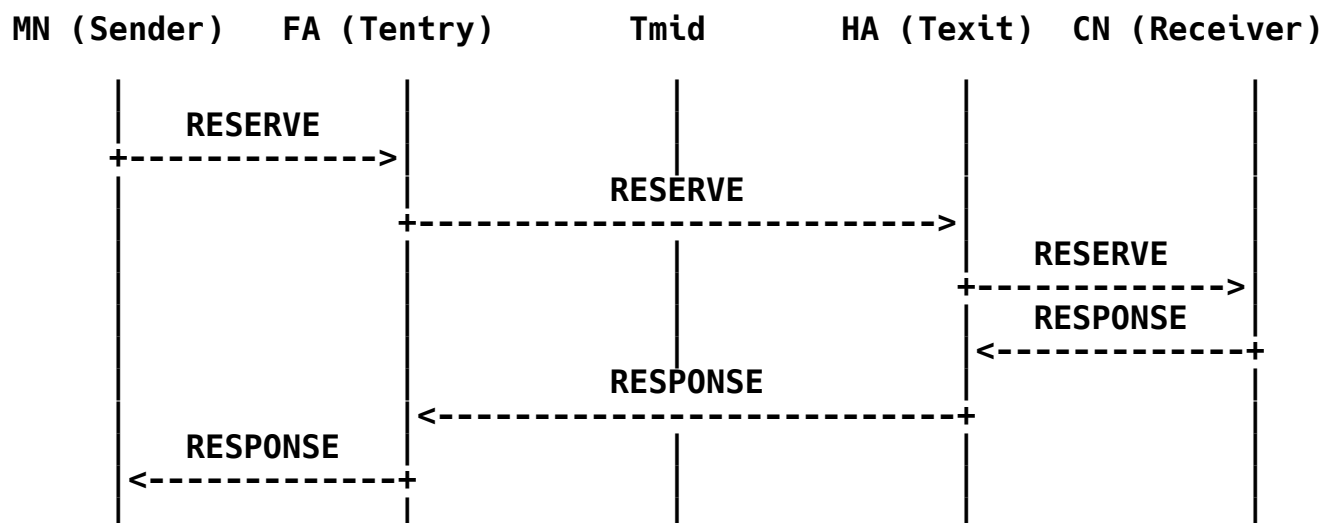 MN (Sender) FA (Tentry) Tmid HA (Texit) CN (Receiver)
RESERVE
RESERVE
RESERVE
RESPONSE
RESPONSE
RESPONSE